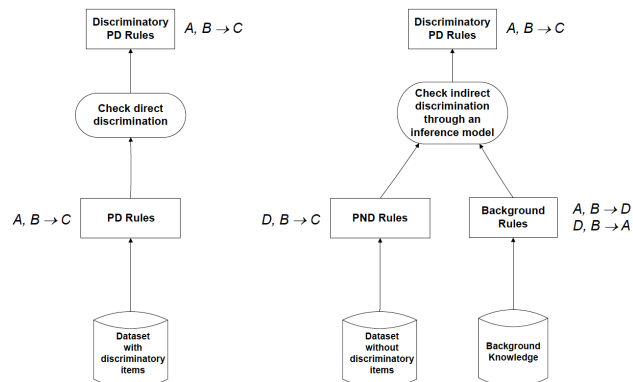 Discriminatory
PD Rules
A, B → C
Check direct
discrimination
A, B → C
PD Rules
Dataset
with
discriminatory
items
Discriminatory
PD Rules
A, B → C
Check indirect
discrimination
through an
inference model
D, B → C
PND Rules
Background
Rules
A, B → D
D, B → A
Dataset
without
discriminatory
items
Background
Knowledge